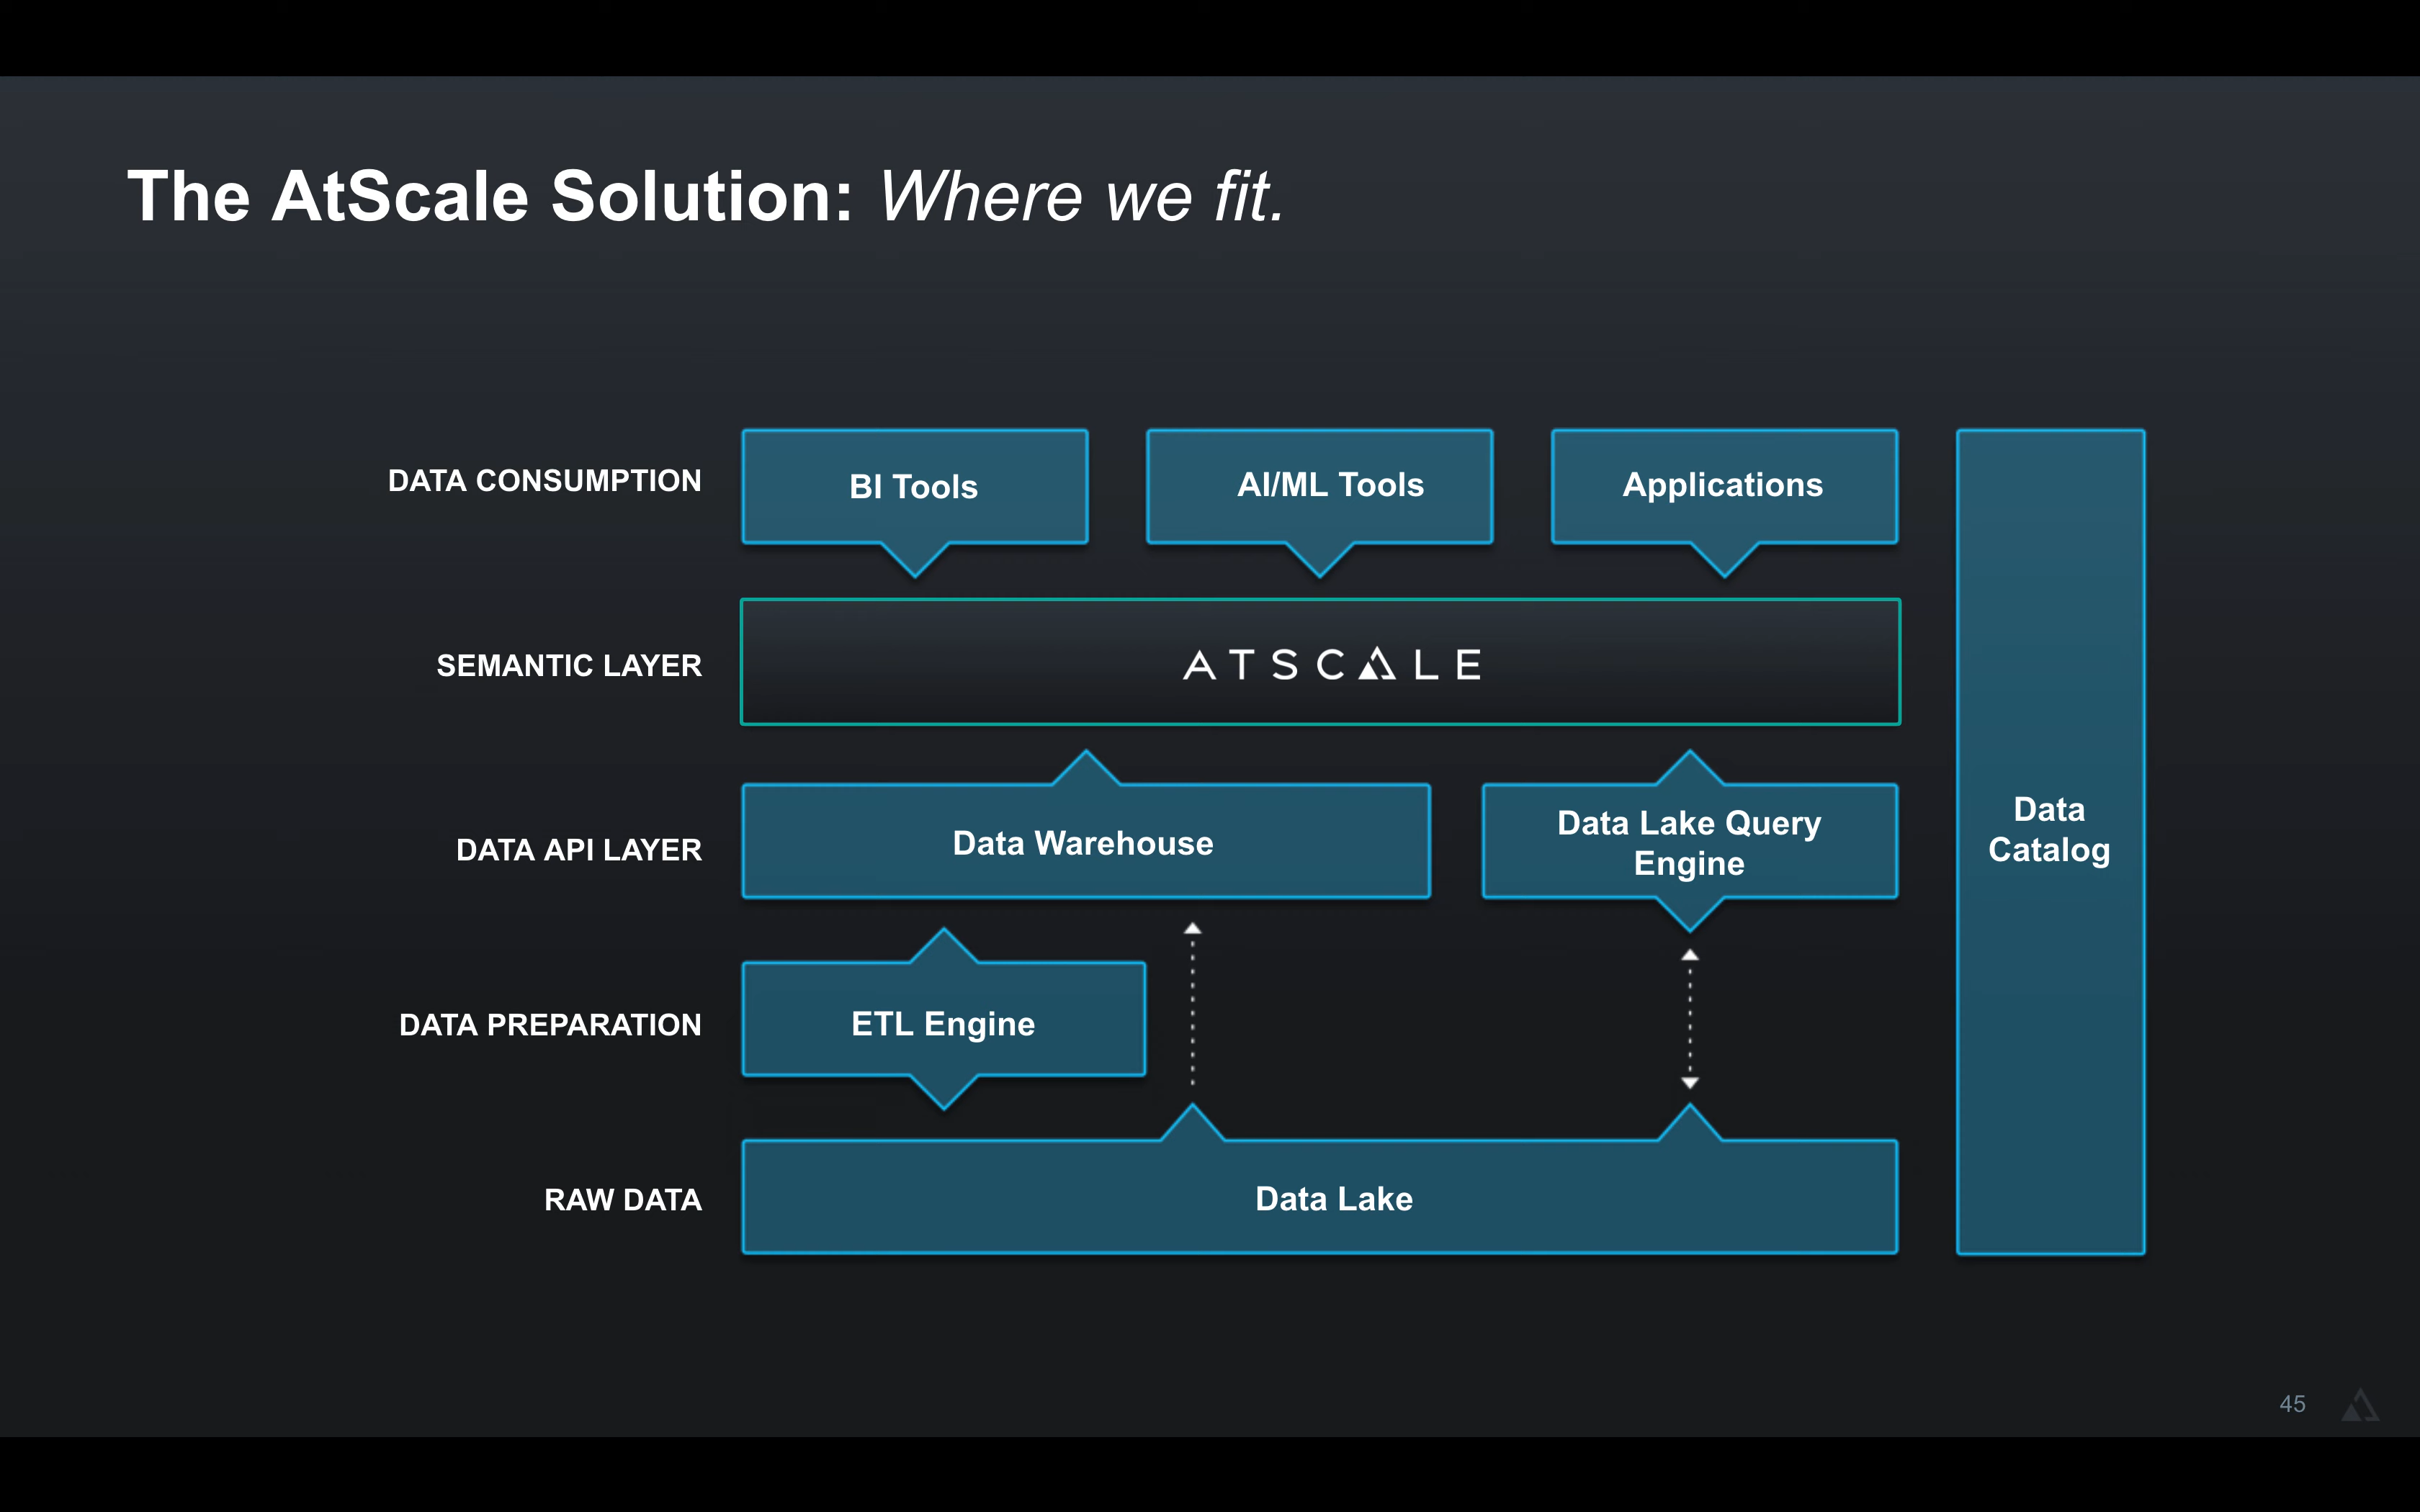 The AtScale Solution: Where we fit.
DATA CONSUMPTION
BI Tools
AI/ML Tools
Applications
SEMANTIC LAYER
ATSCALE
DATA API LAYER
Data Warehouse
Data Lake Query
Engine
Data
Catalog
DATA PREPARATION
ETL Engine
RAW DATA
Data Lake
45